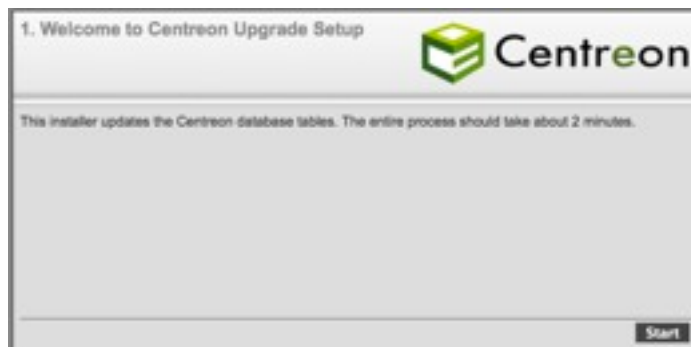 1. Welcome to Centreon Upgrade Setup
Centreon
This installer updates the Centreon database tables. The entire process should take about 2 minutes.
Start